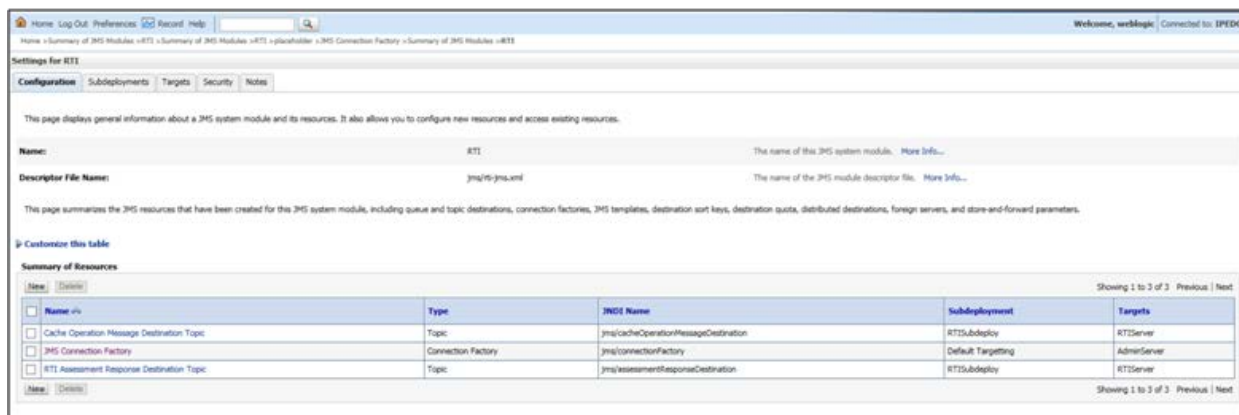 Home Log Out Preferences Record Help Welcome, weblogic Connected to: IPEDO
Home >Summary of JMS Modules >RTI >Summary of JMS Modules >RTI >placeholder >JMS Connection Factory >Summary of JMS Modules >RTI
Settings for RTI
Configuration Subdeployments Targets Security Notes
This page displays general information about a JMS system module and its resources. It also allows you to configure new resources and access existing resources.
Name: RTI The name of this JMS system module. More Info...
Descriptor File Name: jms/rti-jms.xml The name of the JMS module descriptor file. More Info...
This page summarizes the JMS resources that have been created for this JMS system module, including queue and topic destinations, connection factories, JMS templates, destination sort keys, destination quota, distributed destinations, foreign servers, and store-and-forward parameters.
Customize this table
Summary of Resources
New Delete Showing 1 to 3 of 3 Previous | Next
Name Type JNDI Name Subdeployment Targets
Cache Operation Message Destination Topic Topic jms/cacheOperationMessageDestination RTISubdeploy RTIServer
JMS Connection Factory Connection Factory jms/connectionFactory Default Targetting AdminServer
RTI Assessment Response Destination Topic Topic jms/assessmentResponseDestination RTISubdeploy RTIServer
New Delete Showing 1 to 3 of 3 Previous | Next